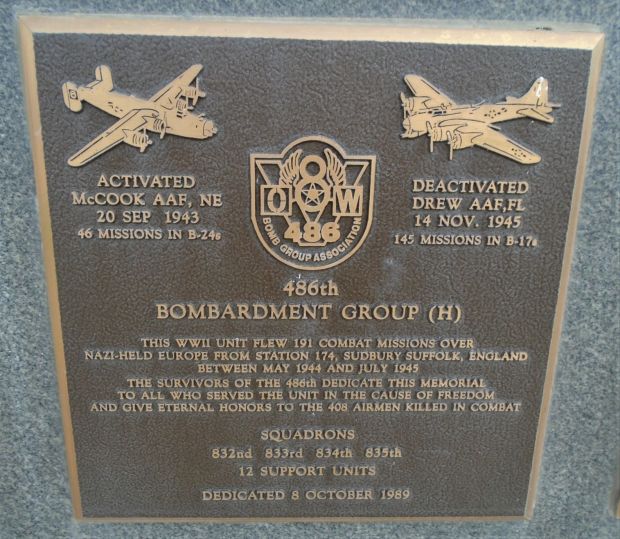 ACTIVATED
McCOOK AAF, NE
20 SEP 1943
46 MISSIONS IN B-24s
DEACTIVATED
DREW AAF, FL
14 NOV. 1945
145 MISSIONS IN B-17s
8
O W
486
BOMB GROUP ASSOCIATION
486th
BOMBARDMENT GROUP (H)
THIS WWII UNIT FLEW 191 COMBAT MISSIONS OVER
NAZI-HELD EUROPE FROM STATION 174, SUDBURY SUFFOLK, ENGLAND
BETWEEN MAY 1944 AND JULY 1945
THE SURVIVORS OF THE 486th DEDICATE THIS MEMORIAL
TO ALL WHO SERVED THE UNIT IN THE CAUSE OF FREEDOM
AND GIVE ETERNAL HONORS TO THE 408 AIRMEN KILLED IN COMBAT
SQUADRONS
832nd 833rd 834th 835th
12 SUPPORT UNITS
DEDICATED 8 OCTOBER 1989